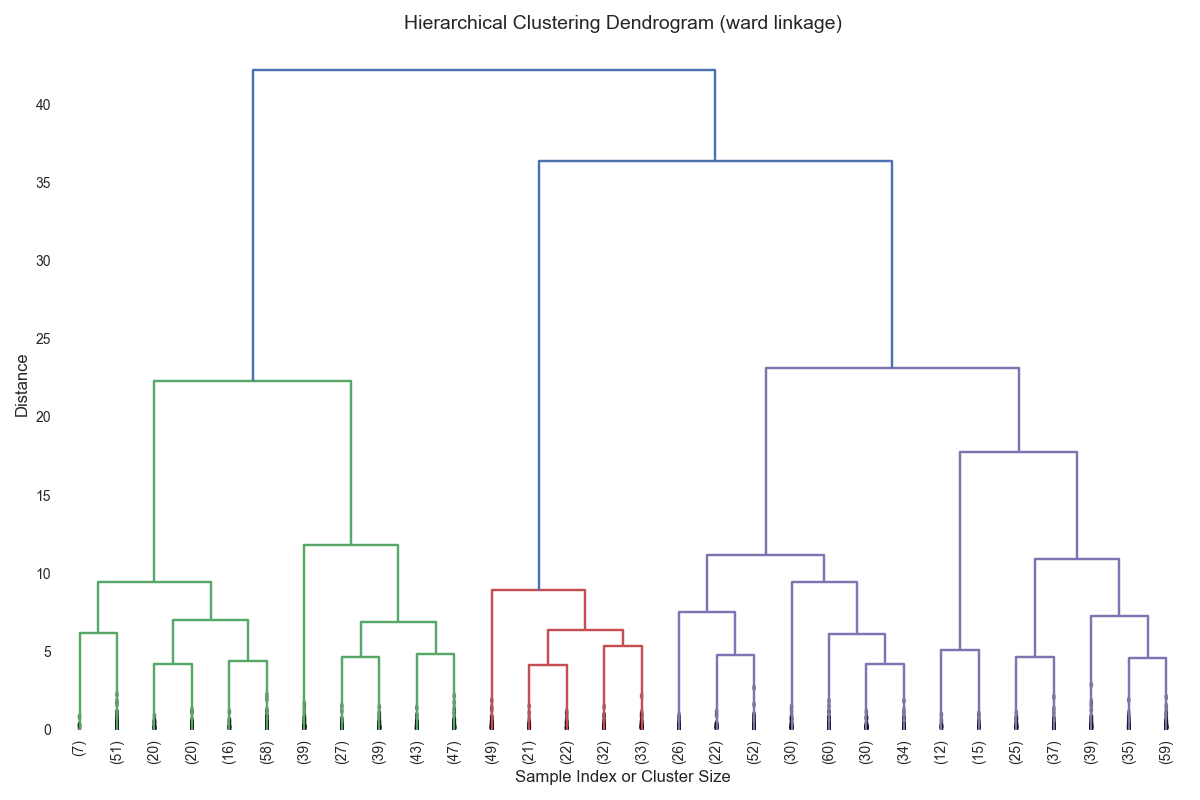 Hierarchical Clustering Dendrogram (ward linkage)
40
35
30
25
20
15
10
5
0
Distance
(7) (51) (20) (20) (16) (58) (39) (27) (39) (43) (47) (49) (21) (22) (32) (33) (26) (22) (52) (30) (60) (30) (34) (12) (15) (25) (37) (39) (35) (59)
Sample Index or Cluster Size